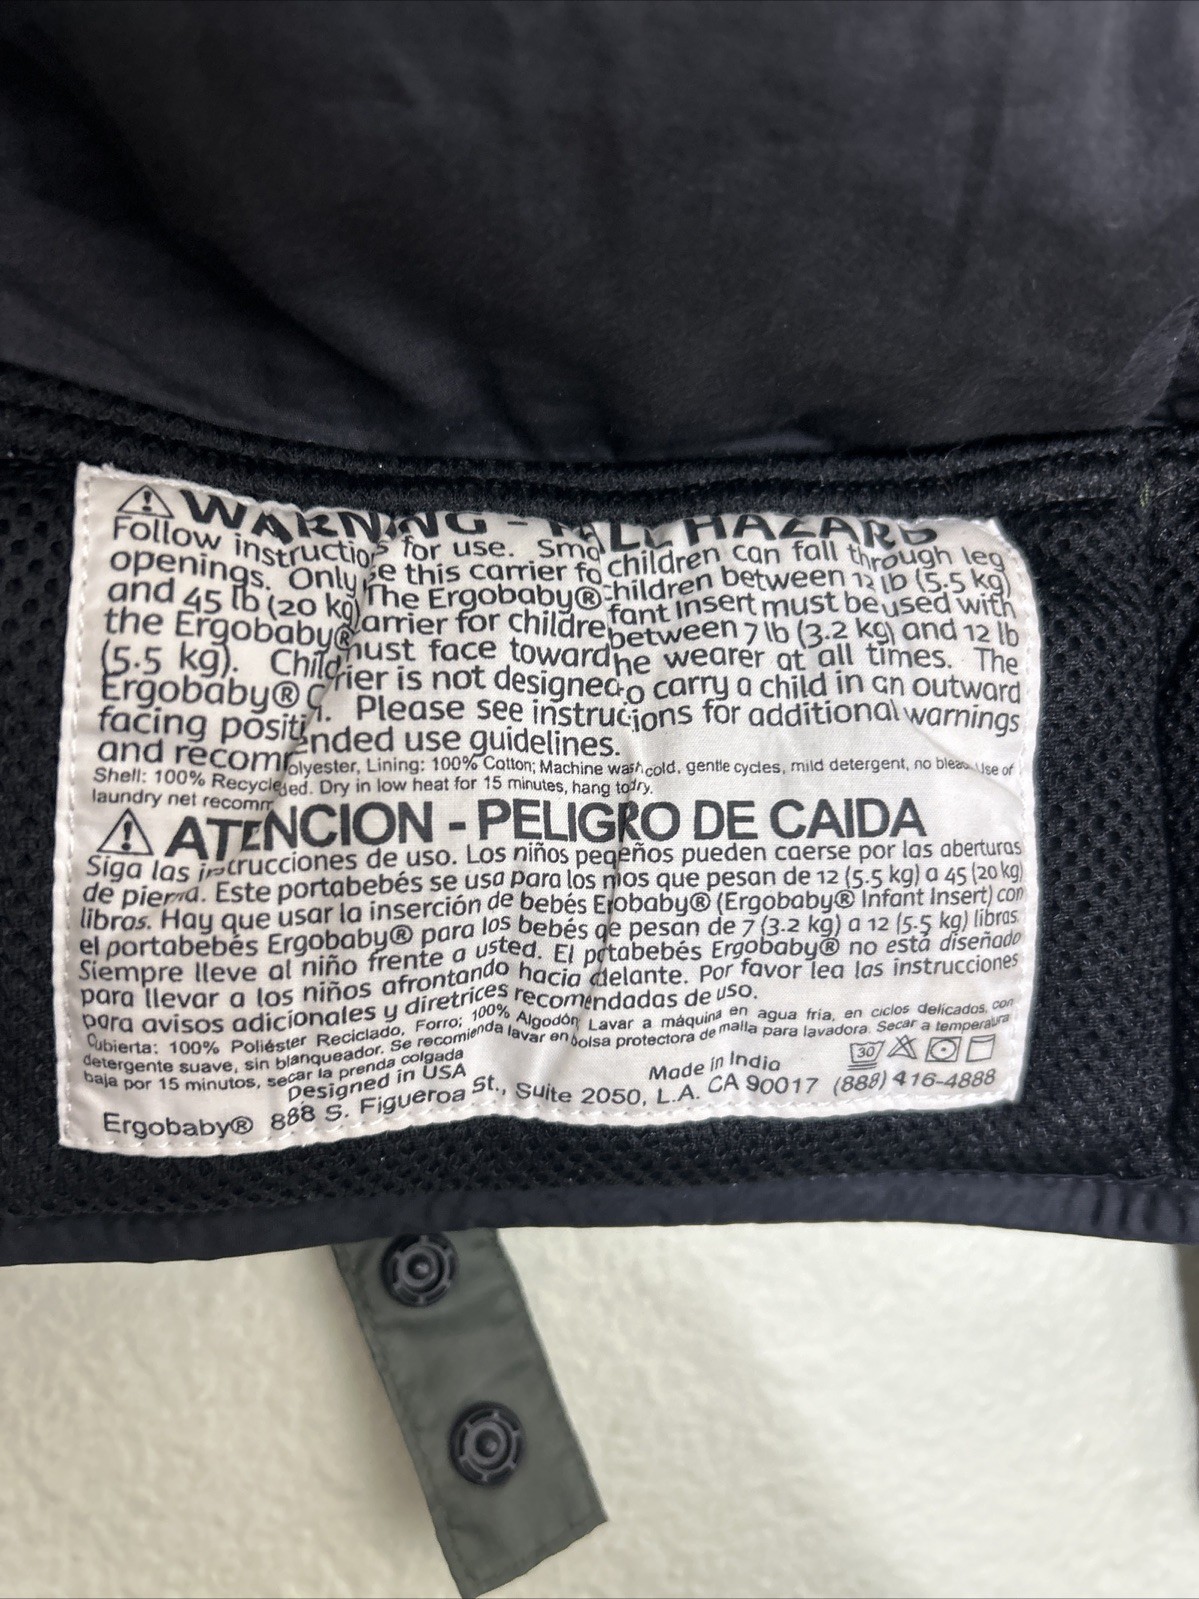 WARNING - FALL HAZARD
Follow instructio for use. Sma children can fall through leg
openings. Only e this carrier fo children between 12 lb (5.5 kg)
and 45 lb (20 kg) The Ergobaby® fant Insert must be used with
the Ergobaby® arrier for childre between 7 lb (3.2 kg) and 12 lb
(5.5 kg). Child must face toward he wearer at all times. The
Ergobaby® C rier is not designed o carry a child in an outward
facing positi . Please see instructions for additional warnings
and recom ended use guidelines.
Shell: 100% Recycle olyester, Lining: 100% Cotton; Machine wash cold, gentle cycles, mild detergent, no bleac Use of
laundry net recomm ed. Dry in low heat for 15 minutes, hang to dry.
ATENCION - PELIGRO DE CAIDA
Siga las instrucciones de uso. Los niños peqeños pueden caerse por las aberturas
de pierna. Este portabebés se usa para los nios que pesan de 12 (5.5 kg) a 45 (20 kg)
libras. Hay que usar la inserción de bebés E obaby® (Ergobaby® Infant Insert) con
el portabebés Ergobaby® para los bebés qe pesan de 7 (3.2 kg) a 12 (5.5 kg) libras.
Siempre lleve al niño frente a usted. El portabebés Ergobaby® no está diseñado
para llevar a los niños afrontando hacia delante. Por favor lea las instrucciones
para avisos adicionales y diretrices recomendadas de uso.
Cubierta: 100% Poliéster Reciclado, Forro: 100% Algodón Lavar a máquina en agua fria, en ciclos delicados, con
detergente suave, sin blanqueador. Se recomienda lavar en bolsa protectora de malla para lavadora. Secar a temperatura
baja por 15 minutos, secar la prenda colgada
Designed in USA Made in India 30
Ergobaby® 888 S. Figueroa St., Suite 2050, L.A. CA 90017 (888) 416-4888